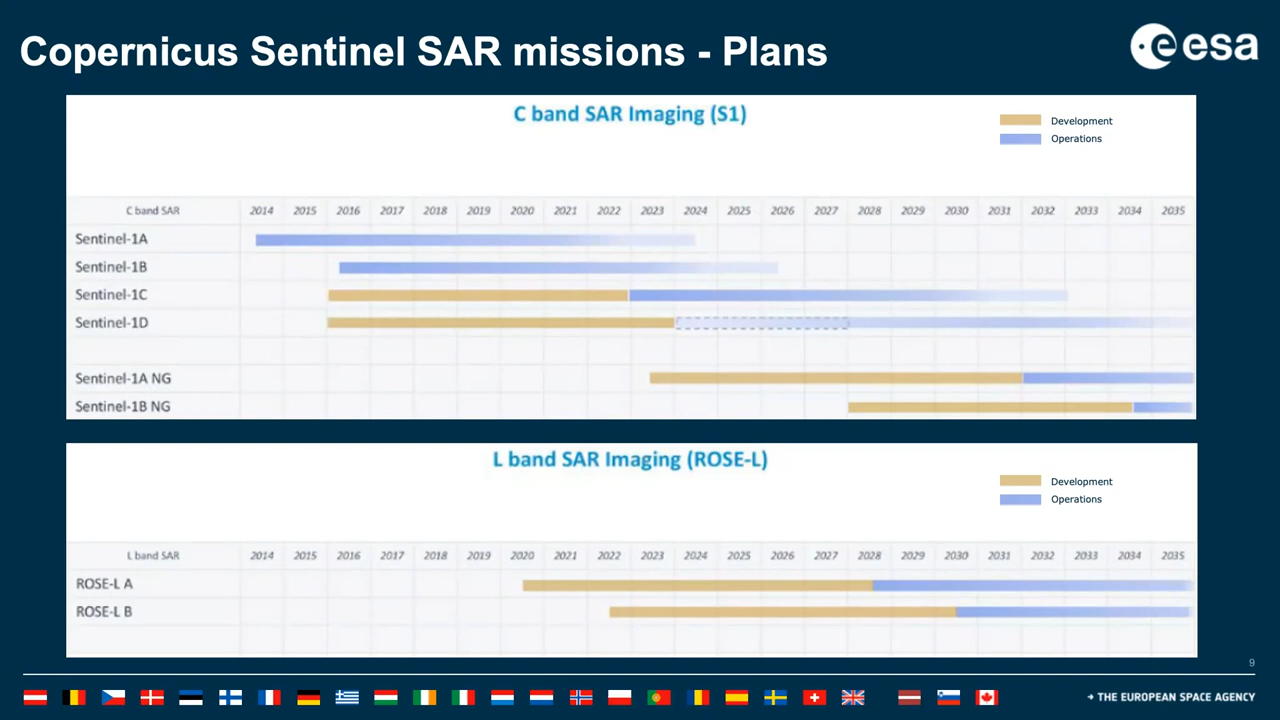 Copernicus Sentinel SAR missions - Plans
esa
C band SAR Imaging (S1)
Development
Operations
C band SAR 2014 2015 2016 2017 2018 2019 2020 2021 2022 2023 2024 2025 2026 2027 2028 2029 2030 2031 2032 2033 2034 2035
Sentinel-1A
Sentinel-1B
Sentinel-1C
Sentinel-1D
Sentinel-1A NG
Sentinel-1B NG
L band SAR Imaging (ROSE-L)
Development
Operations
L band SAR 2014 2015 2016 2017 2018 2019 2020 2021 2022 2023 2024 2025 2026 2027 2028 2029 2030 2031 2032 2033 2034 2035
ROSE-L A
ROSE-L B
9
→ THE EUROPEAN SPACE AGENCY